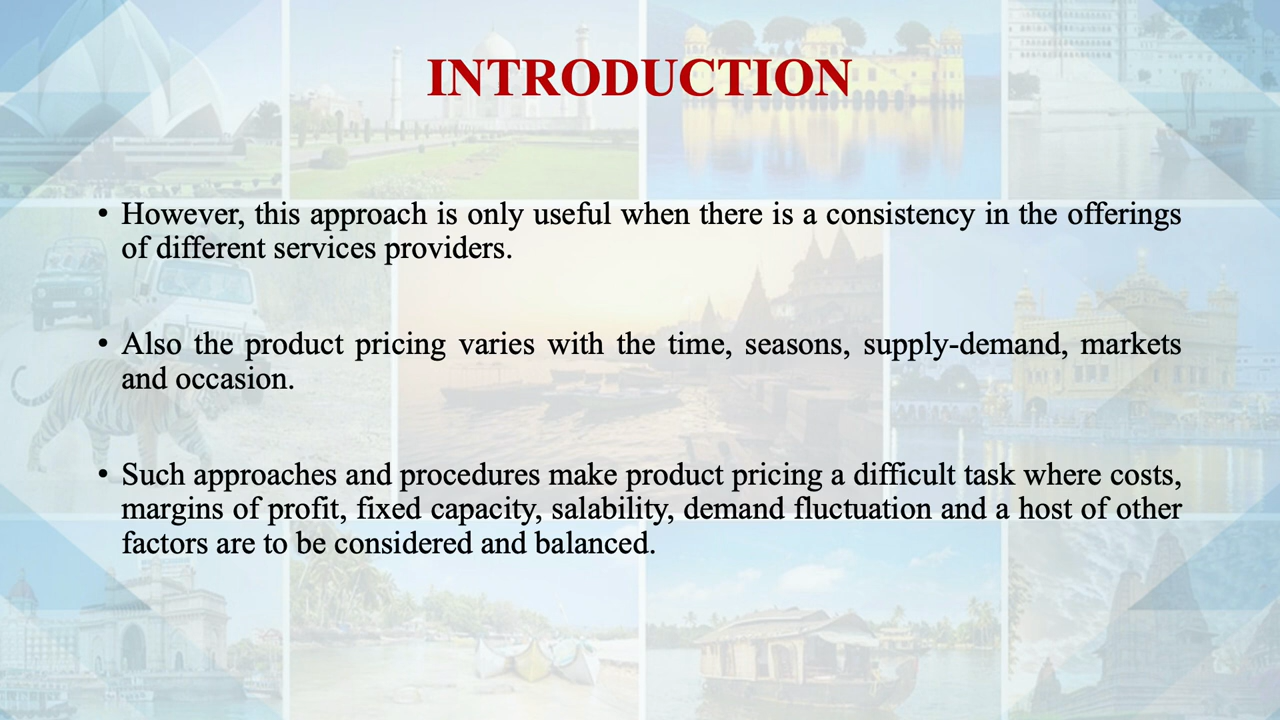 INTRODUCTION
• However, this approach is only useful when there is a consistency in the offerings
of different services providers.
• Also the product pricing varies with the time, seasons, supply-demand, markets
and occasion.
• Such approaches and procedures make product pricing a difficult task where costs,
margins of profit, fixed capacity, salability, demand fluctuation and a host of other
factors are to be considered and balanced.